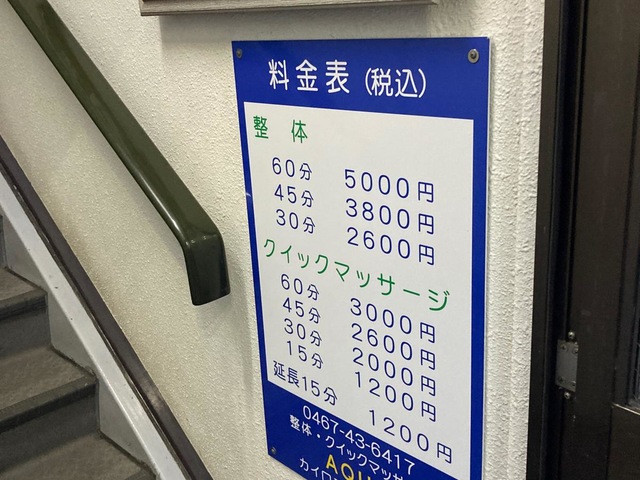 料金表（税込）
整 体
60分 5000円
45分 3800円
30分 2600円
クイックマッサージ
60分 3000円
45分 2600円
30分 2000円
15分 1200円
延長15分 1200円
0467-43-6417
整体・クイックマッサ
AQU
カイロ